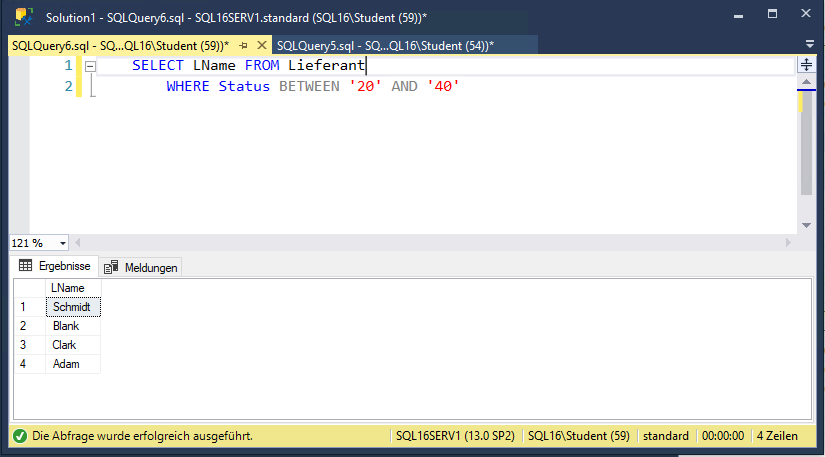 Solution1 - SQLQuery6.sql - SQL16SERV1.standard (SQL16\Student (59))*
SQLQuery6.sql - SQ...QL16\Student (59))* SQLQuery5.sql - SQ...QL16\Student (54))*
1 SELECT LName FROM Lieferant
2 WHERE Status BETWEEN '20' AND '40'
121 %
Ergebnisse Meldungen
LName
1 Schmidt
2 Blank
3 Clark
4 Adam
Die Abfrage wurde erfolgreich ausgeführt. SQL16SERV1 (13.0 SP2) SQL16\Student (59) standard 00:00:00 4 Zeilen